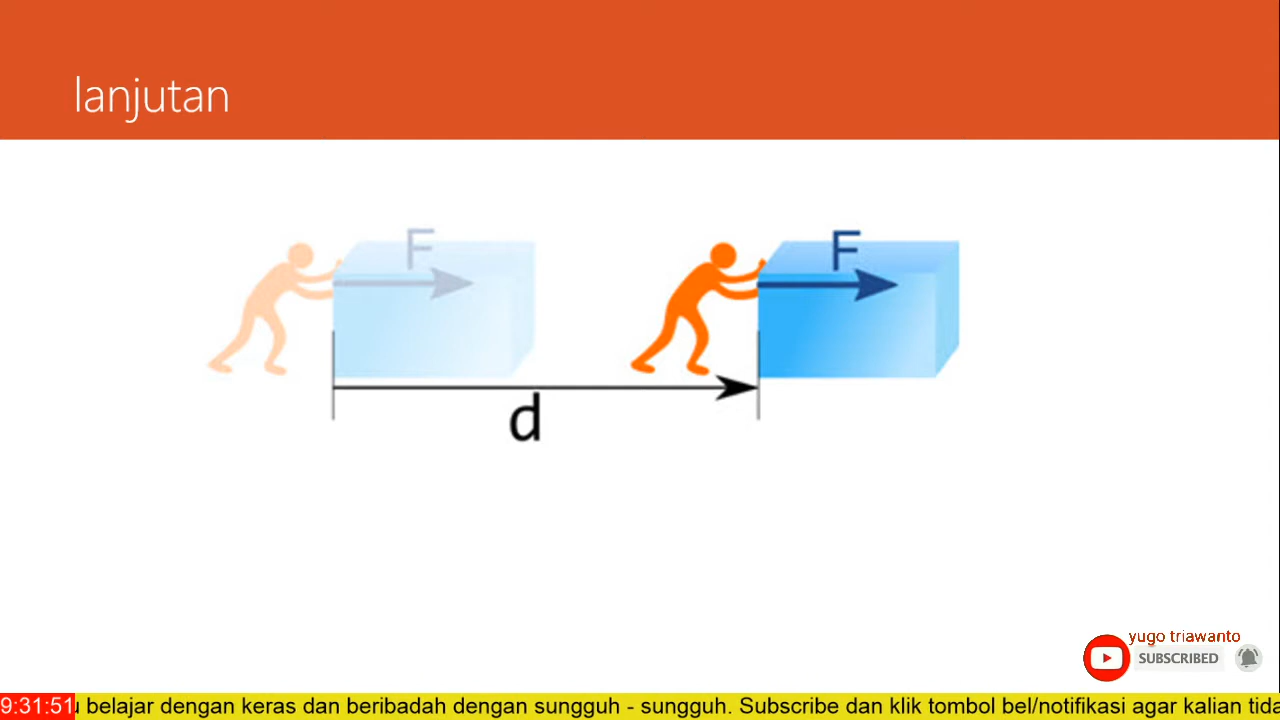 lanjutan
F
F
d
yugo triawanto
SUBSCRIBED
9:31:51 belajar dengan keras dan beribadah dengan sungguh - sungguh. Subscribe dan klik tombol bel/notifikasi agar kalian